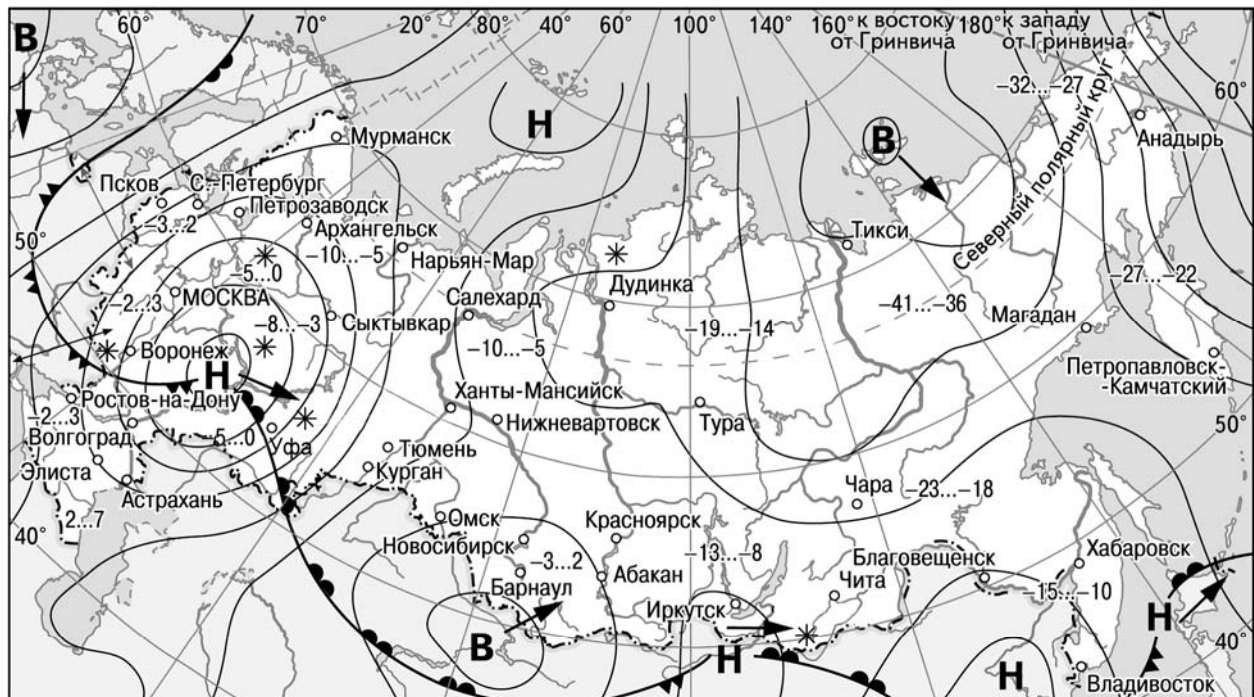 60° 70° 20° 80° 40° 60° 100° 140° 160° к востоку 180° к западу
от Гринвича от Гринвича
В
Н
−32...−27
60°
Северный полярный круг
Анадырь
Мурманск
В
Псков С.-Петербург
Петрозаводск
−3...2
Архангельск
50°
−10...−5
Нарьян-Мар
Тикси
−5...0
−27...−22
МОСКВА
−2...3
Салехард
Дудинка
−41...−36
Магадан
−8...−3
Сыктывкар
−19...−14
Воронеж
−10...−5
Петропавловск-
-Камчатский
Н
Ростов-на-Дону
Ханты-Мансийск
−2...3
Нижневартовск
Тура
50°
Волгоград
−5...0
Уфа
Тюмень
Элиста
Курган
Астрахань
Чара
−23...−18
2...7
Омск
Красноярск
40°
Новосибирск
−13...−8
Хабаровск
−3...2
Благовещенск
Барнаул
Абакан
Чита
−15...−10
Иркутск
Н
40°
В
Н
Н
Владивосток